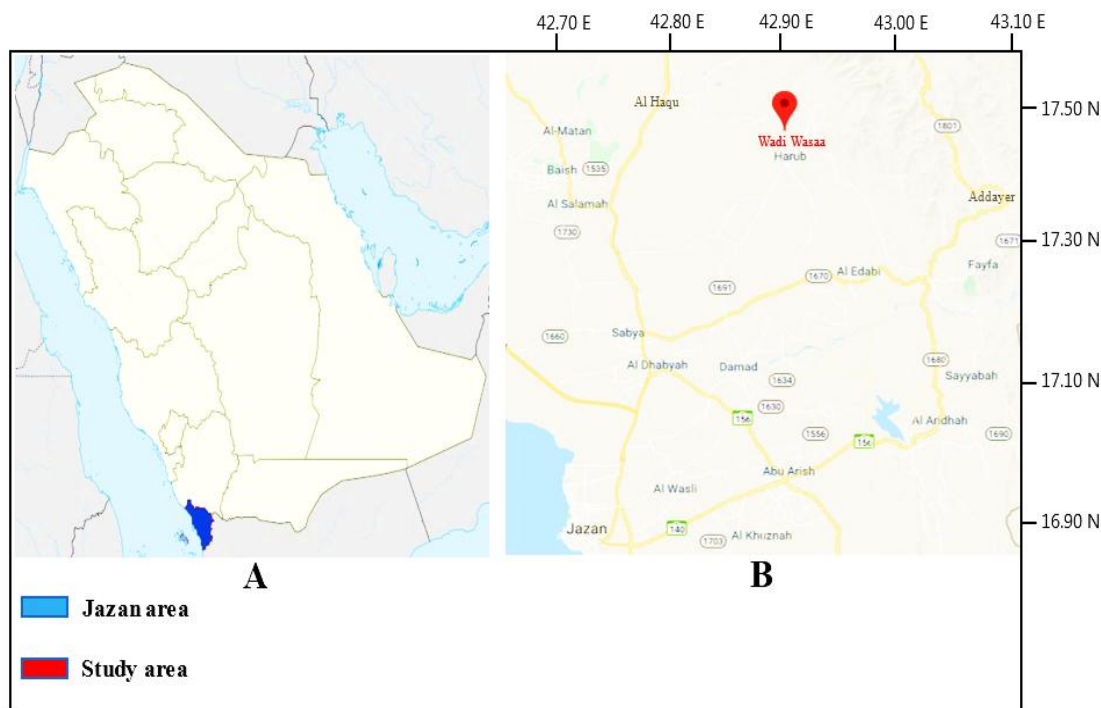 42.70 E 42.80 E 42.90 E 43.00 E 43.10 E
17.50 N
17.30 N
17.10 N
16.90 N
Al Haqu
1801
Al-Matan
Wadi Wasaa
Harub
Baish
1535
Al Salamah
Addayer
1730
1671
Fayfa
1670
Al Edabi
1691
Sabya
1660
Al Dhabyah
Damad
1680
1634
Sayyabah
1630
156
Al Aridhah
1556
156
1690
Abu Arish
Al Wasli
Jazan
140
1703
Al Khuznah
A
B
Jazan area
Study area